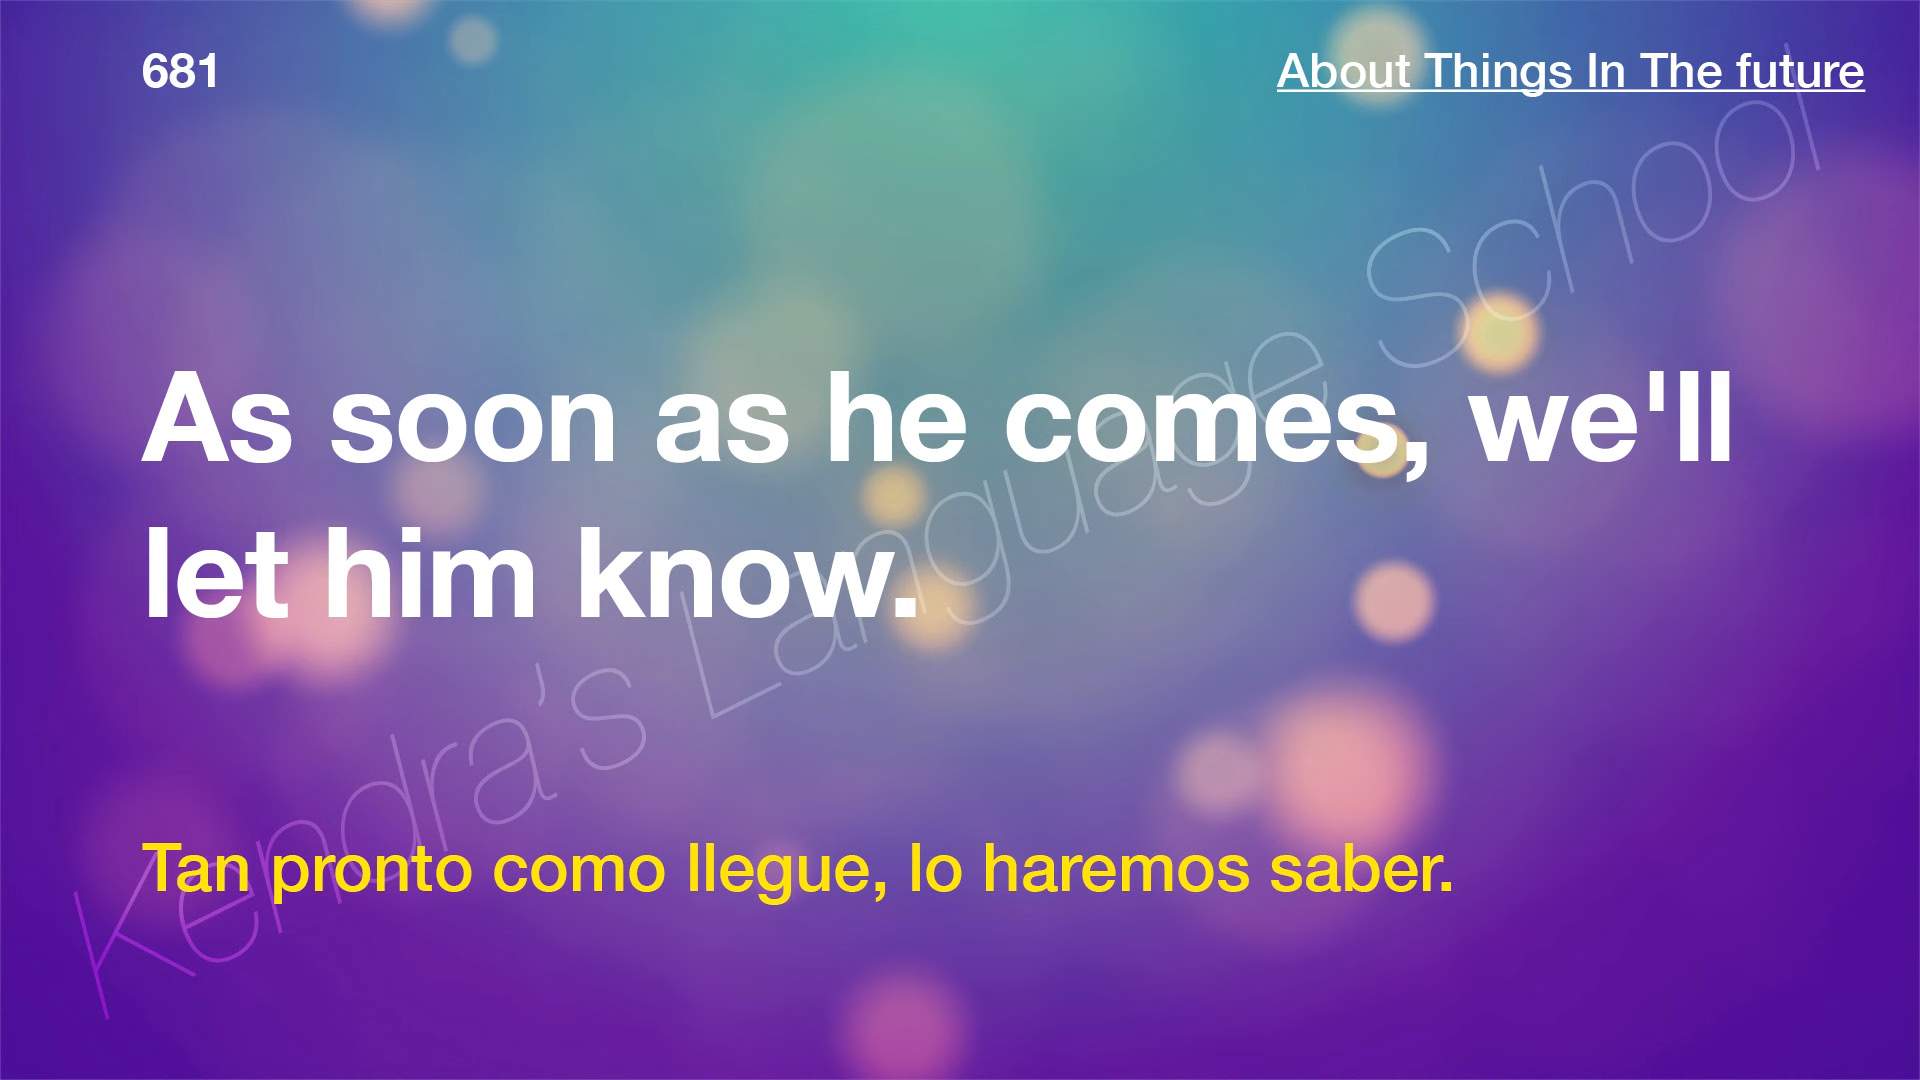 681
About Things In The future
As soon as he comes, we'll
let him know.
Tan pronto como llegue, lo haremos saber.
Kendra’s Language School